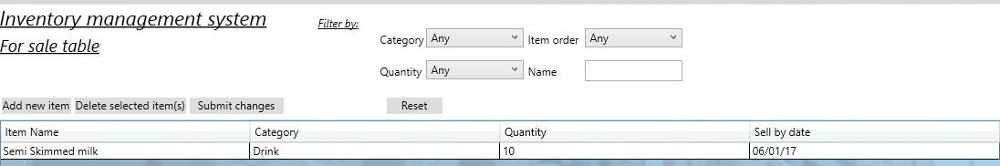 Inventory management system
For sale table
Filter by:
Category Any Item order Any
Quantity Any Name
Add new item Delete selected item(s) Submit changes Reset
Item Name Category Quantity Sell by date
Semi Skimmed milk Drink 10 06/01/17